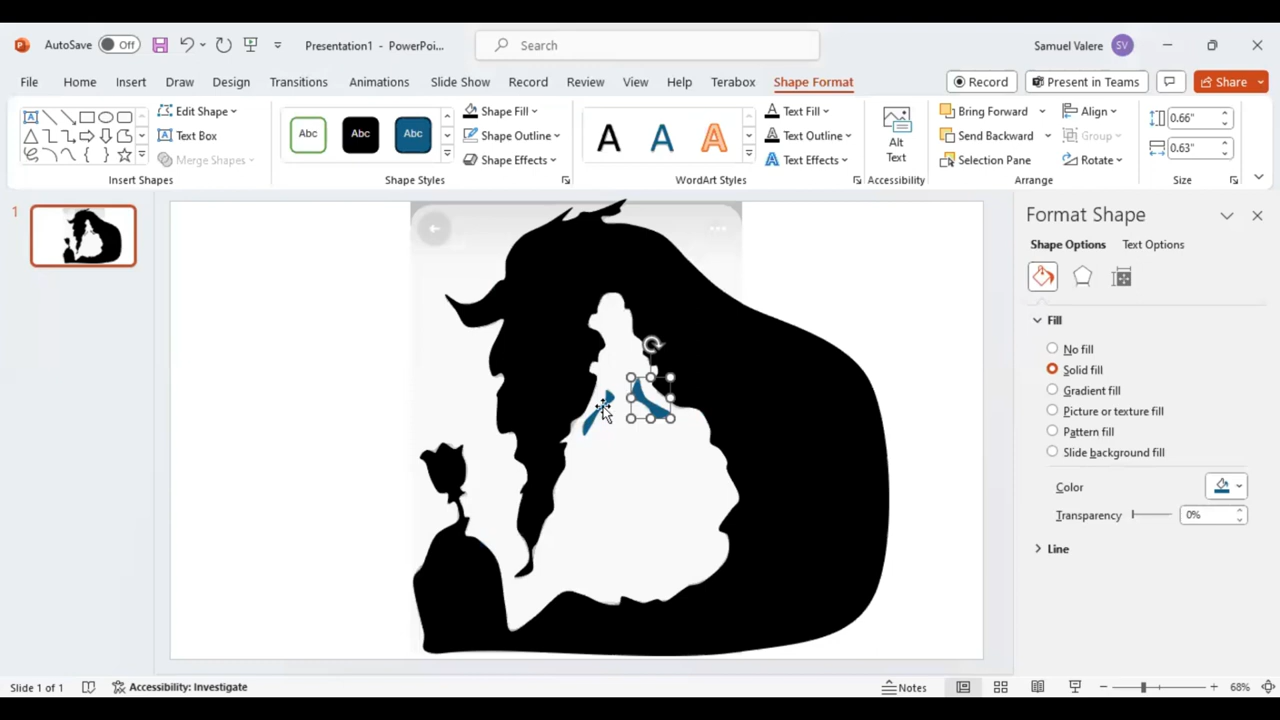 AutoSave Off Presentation1 - PowerPoi... Search Samuel Valere SV
File Home Insert Draw Design Transitions Animations Slide Show Record Review View Help Terabox Shape Format Record Present in Teams Share
Edit Shape Abc Abc Abc Shape Fill A A A Text Fill Bring Forward Align 0.66"
Text Box Shape Outline Text Outline Send Backward Group 0.63"
Merge Shapes Shape Effects Text Effects Alt Text Selection Pane Rotate
Insert Shapes Shape Styles WordArt Styles Accessibility Arrange Size
1
Format Shape
Shape Options Text Options
Fill
No fill
Solid fill
Gradient fill
Picture or texture fill
Pattern fill
Slide background fill
Color
Transparency 0%
Line
Slide 1 of 1 Accessibility: Investigate Notes 68%